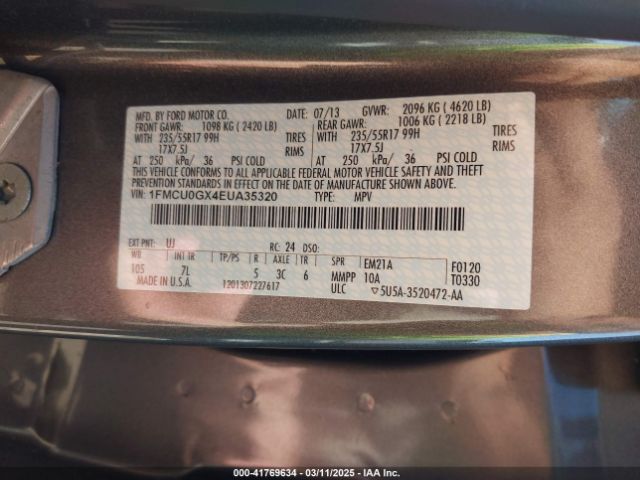 MFD. BY FORD MOTOR CO. DATE: 07/13 GVWR: 2096 KG ( 4620 LB)
FRONT GAWR: 1098 KG ( 2420 LB) REAR GAWR: 1006 KG ( 2218 LB)
WITH 235/55R17 99H TIRES WITH 235/55R17 99H TIRES
17X7.5J RIMS 17X7.5J RIMS
AT 250 kPa/ 36 PSI COLD AT 250 kPa/ 36 PSI COLD
THIS VEHICLE CONFORMS TO ALL APPLICABLE FEDERAL MOTOR VEHICLE SAFETY AND BUMPER
AND THEFT PREVENTION STANDARDS IN EFFECT ON THE DATE OF MANUFACTURE SHOWN ABOVE.
VIN: 1FMCU0GX4EUA35320 TYPE: MPV
EXT PNT: UJ RC: 24 DSO:
WB INT TR TP/PS R AXLE TR SPR EM21A F0120
105 7L 5 3C 6 MMPP 10A T0330
MADE IN U.S.A. 1201307227617 ULC ▽5U5A-3520472-AA
000-41769634 - 03/11/2025 - IAA Inc.